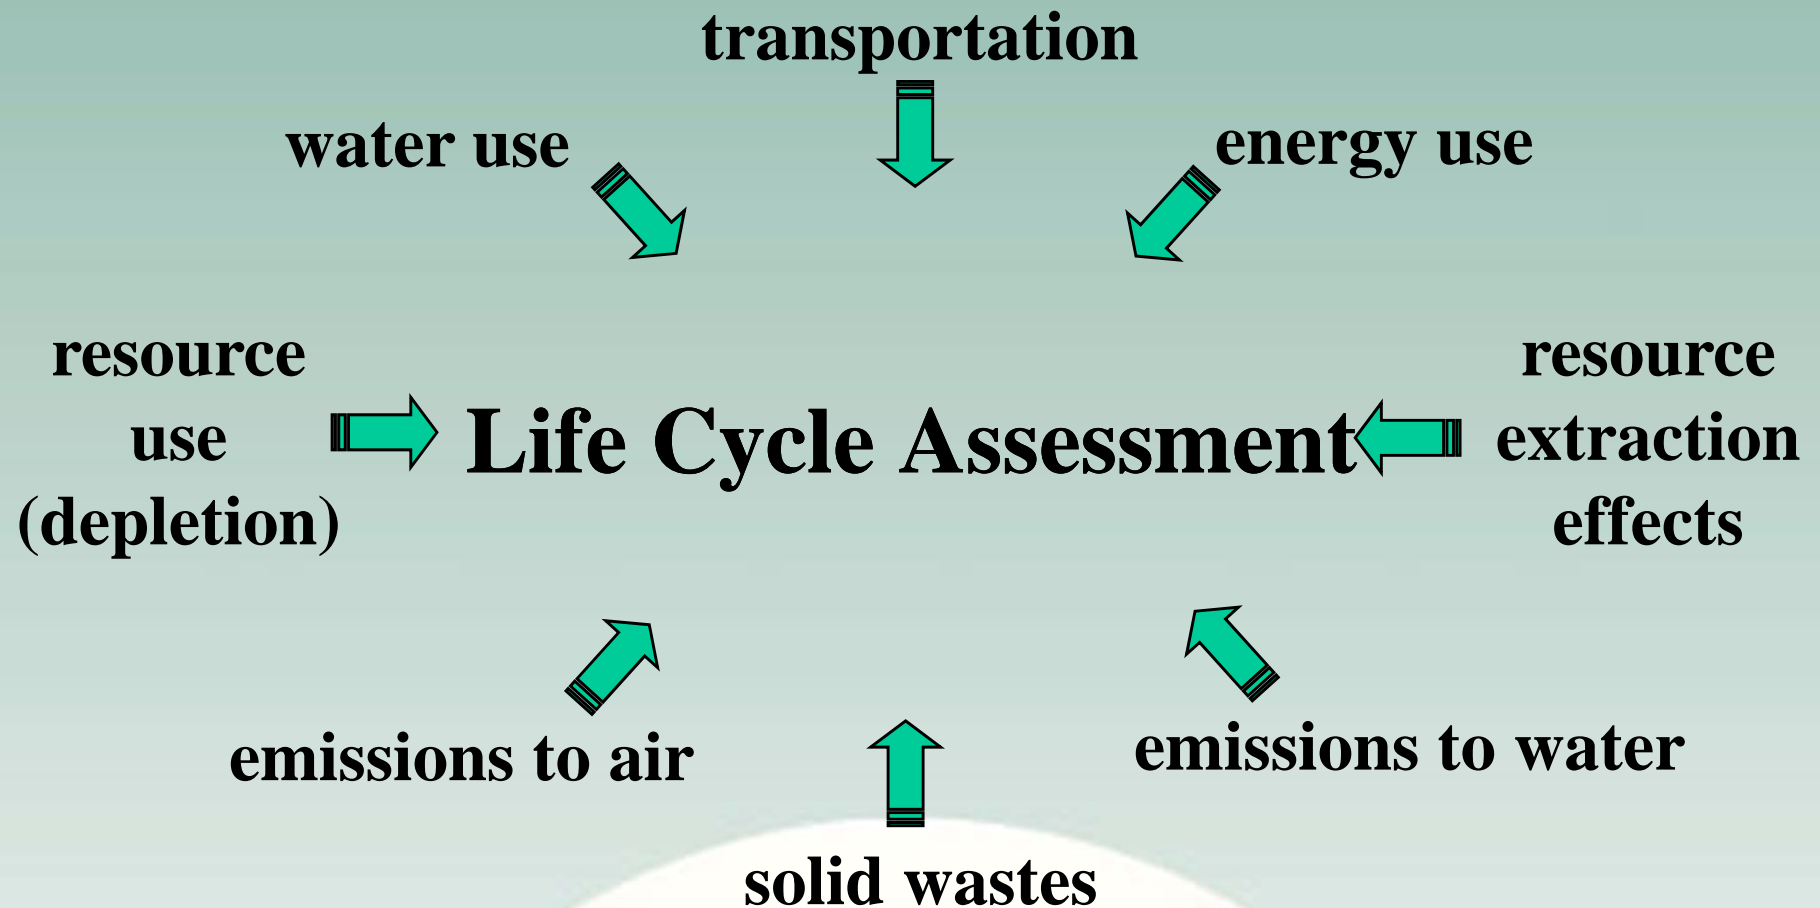 transportation
water use
energy use
resource
use
(depletion)
Life Cycle Assessment
resource
extraction
effects
emissions to air
emissions to water
solid wastes